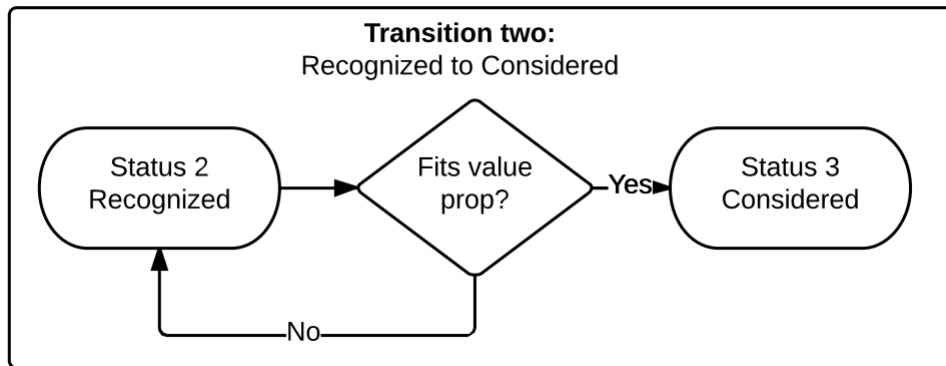 Transition two:
Recognized to Considered
Status 2
Recognized
Fits value
prop?
Yes
Status 3
Considered
No